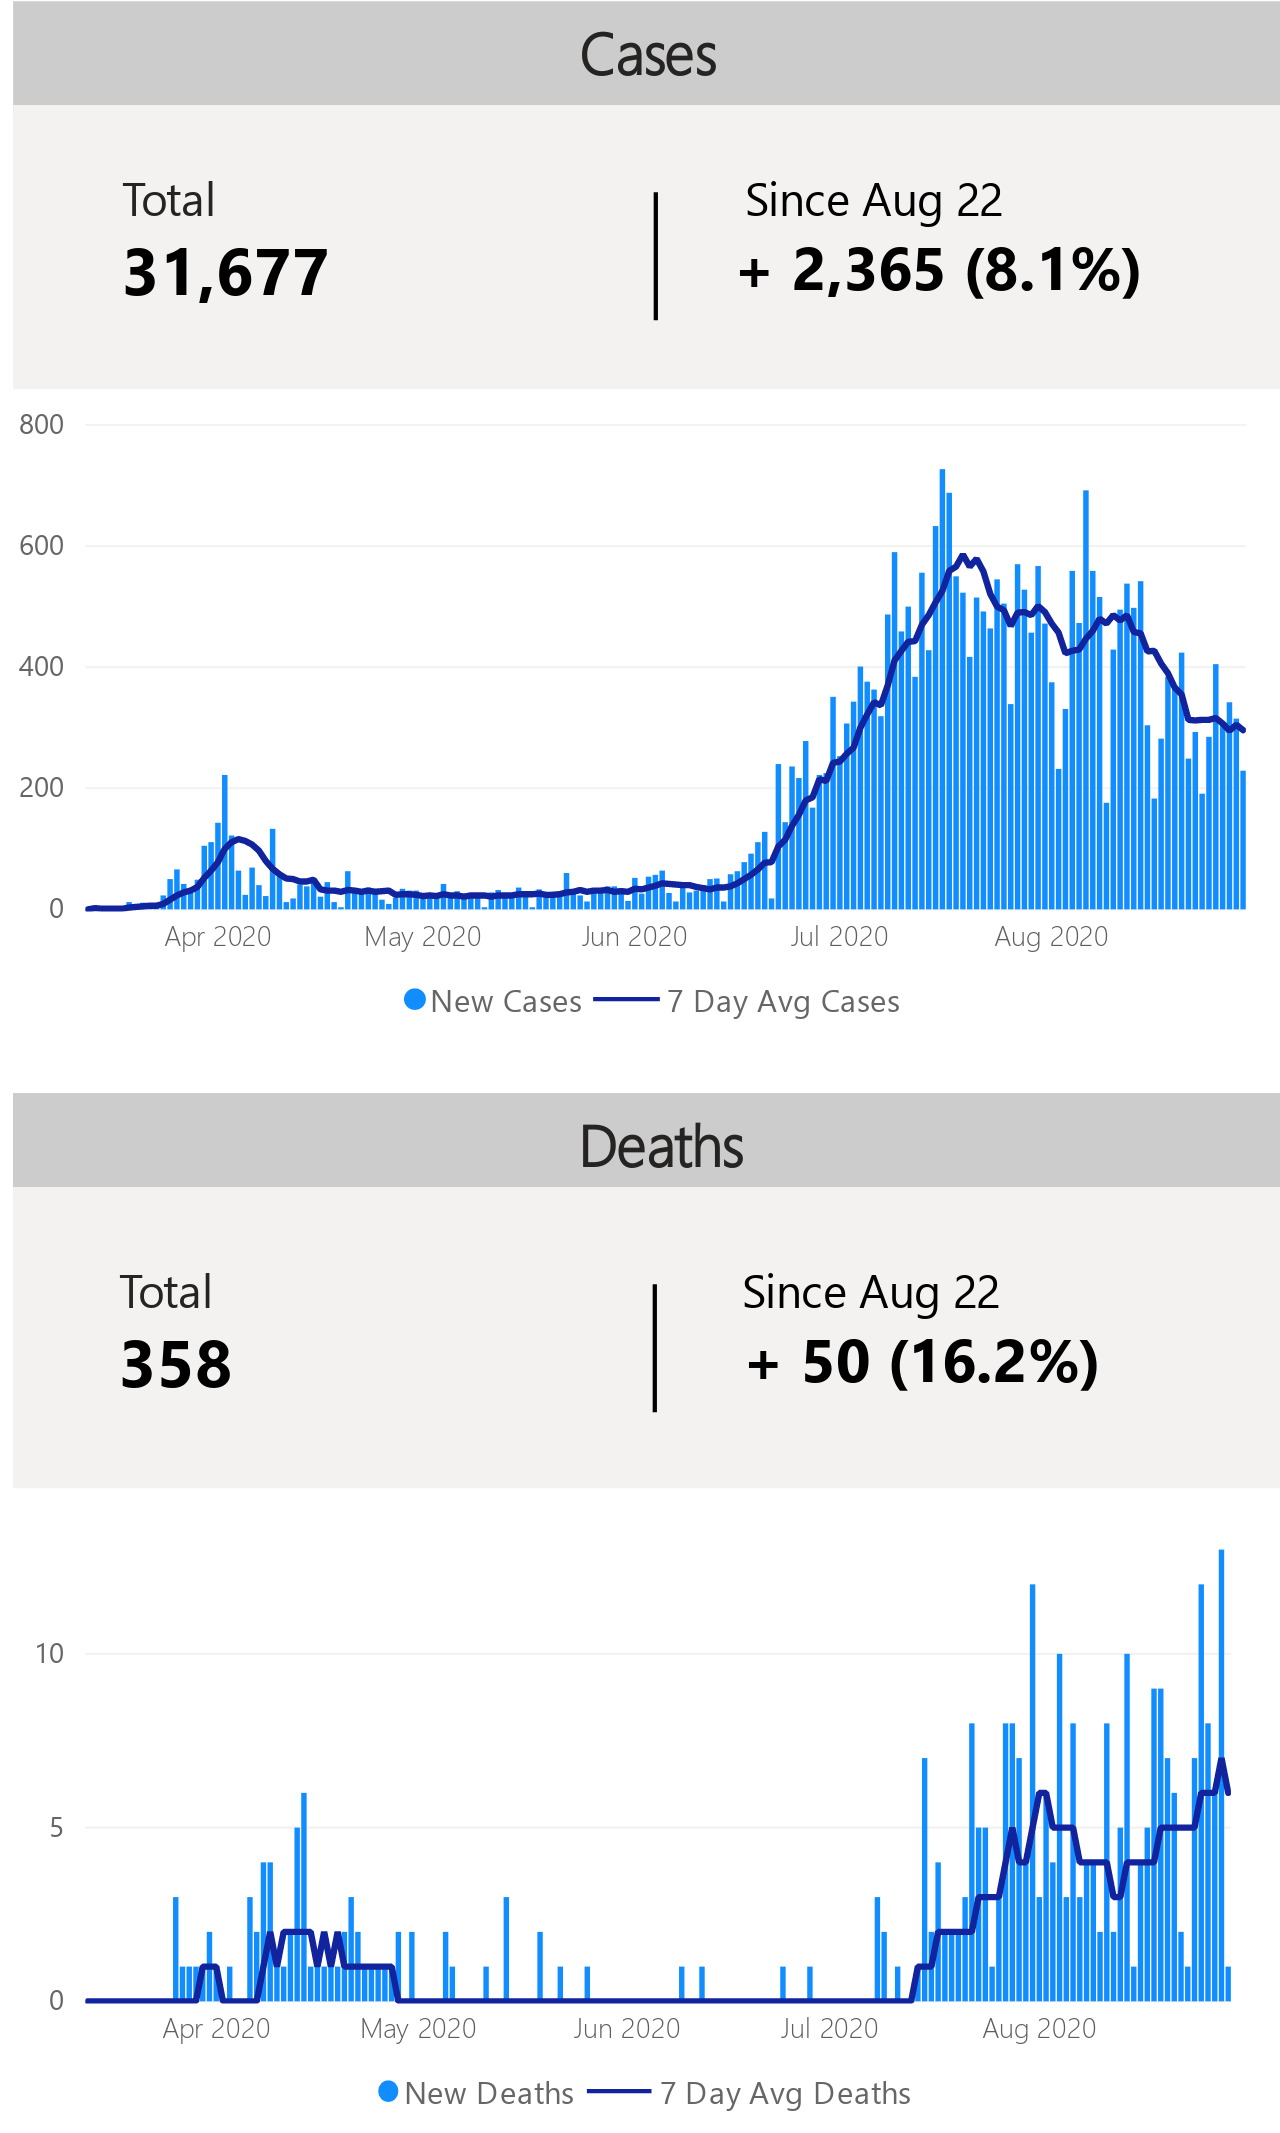 Cases
Total
Since Aug 22
31,677
+ 2,365 (8.1%)
800
600
400
200
0
Apr 2020 May 2020 Jun 2020 Jul 2020 Aug 2020
New Cases 7 Day Avg Cases
Deaths
Total
Since Aug 22
358
+ 50 (16.2%)
10
5
0
Apr 2020 May 2020 Jun 2020 Jul 2020 Aug 2020
New Deaths 7 Day Avg Deaths